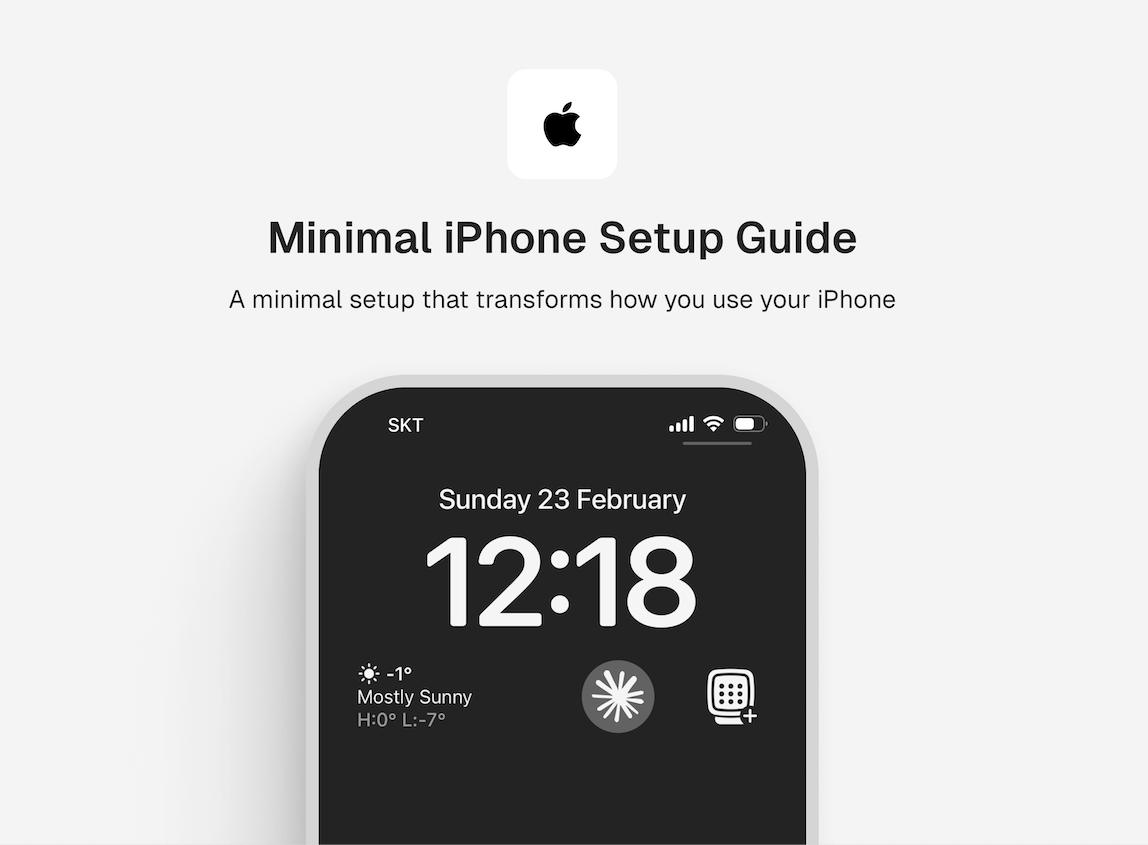 Minimal iPhone Setup Guide
A minimal setup that transforms how you use your iPhone
SKT
Sunday 23 February
12:18
-1°
Mostly Sunny
H:0° L:-7°